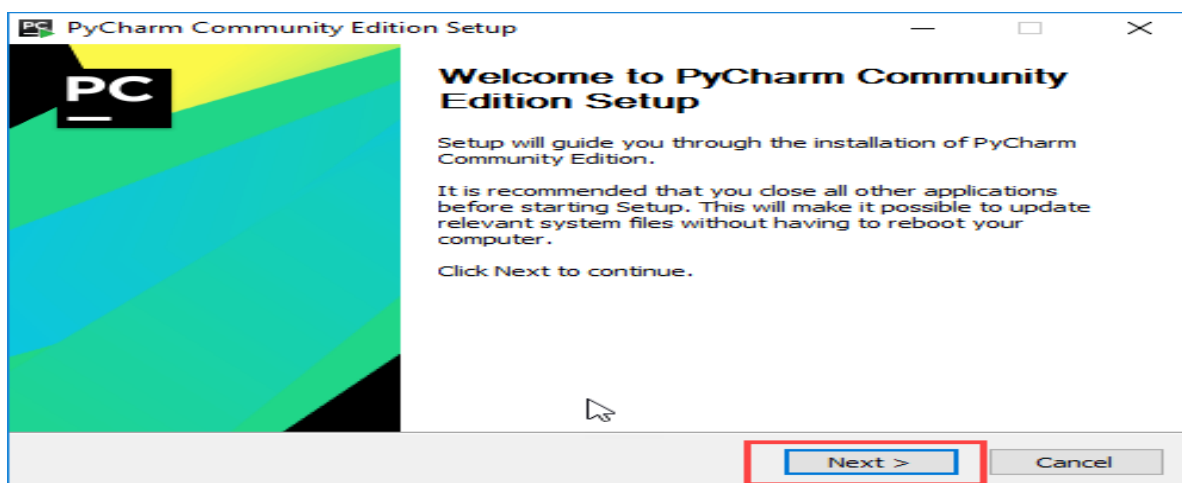 PyCharm Community Edition Setup
PC
Welcome to PyCharm Community
Edition Setup
Setup will guide you through the installation of PyCharm
Community Edition.
It is recommended that you close all other applications
before starting Setup. This will make it possible to update
relevant system files without having to reboot your
computer.
Click Next to continue.
Next >
Cancel